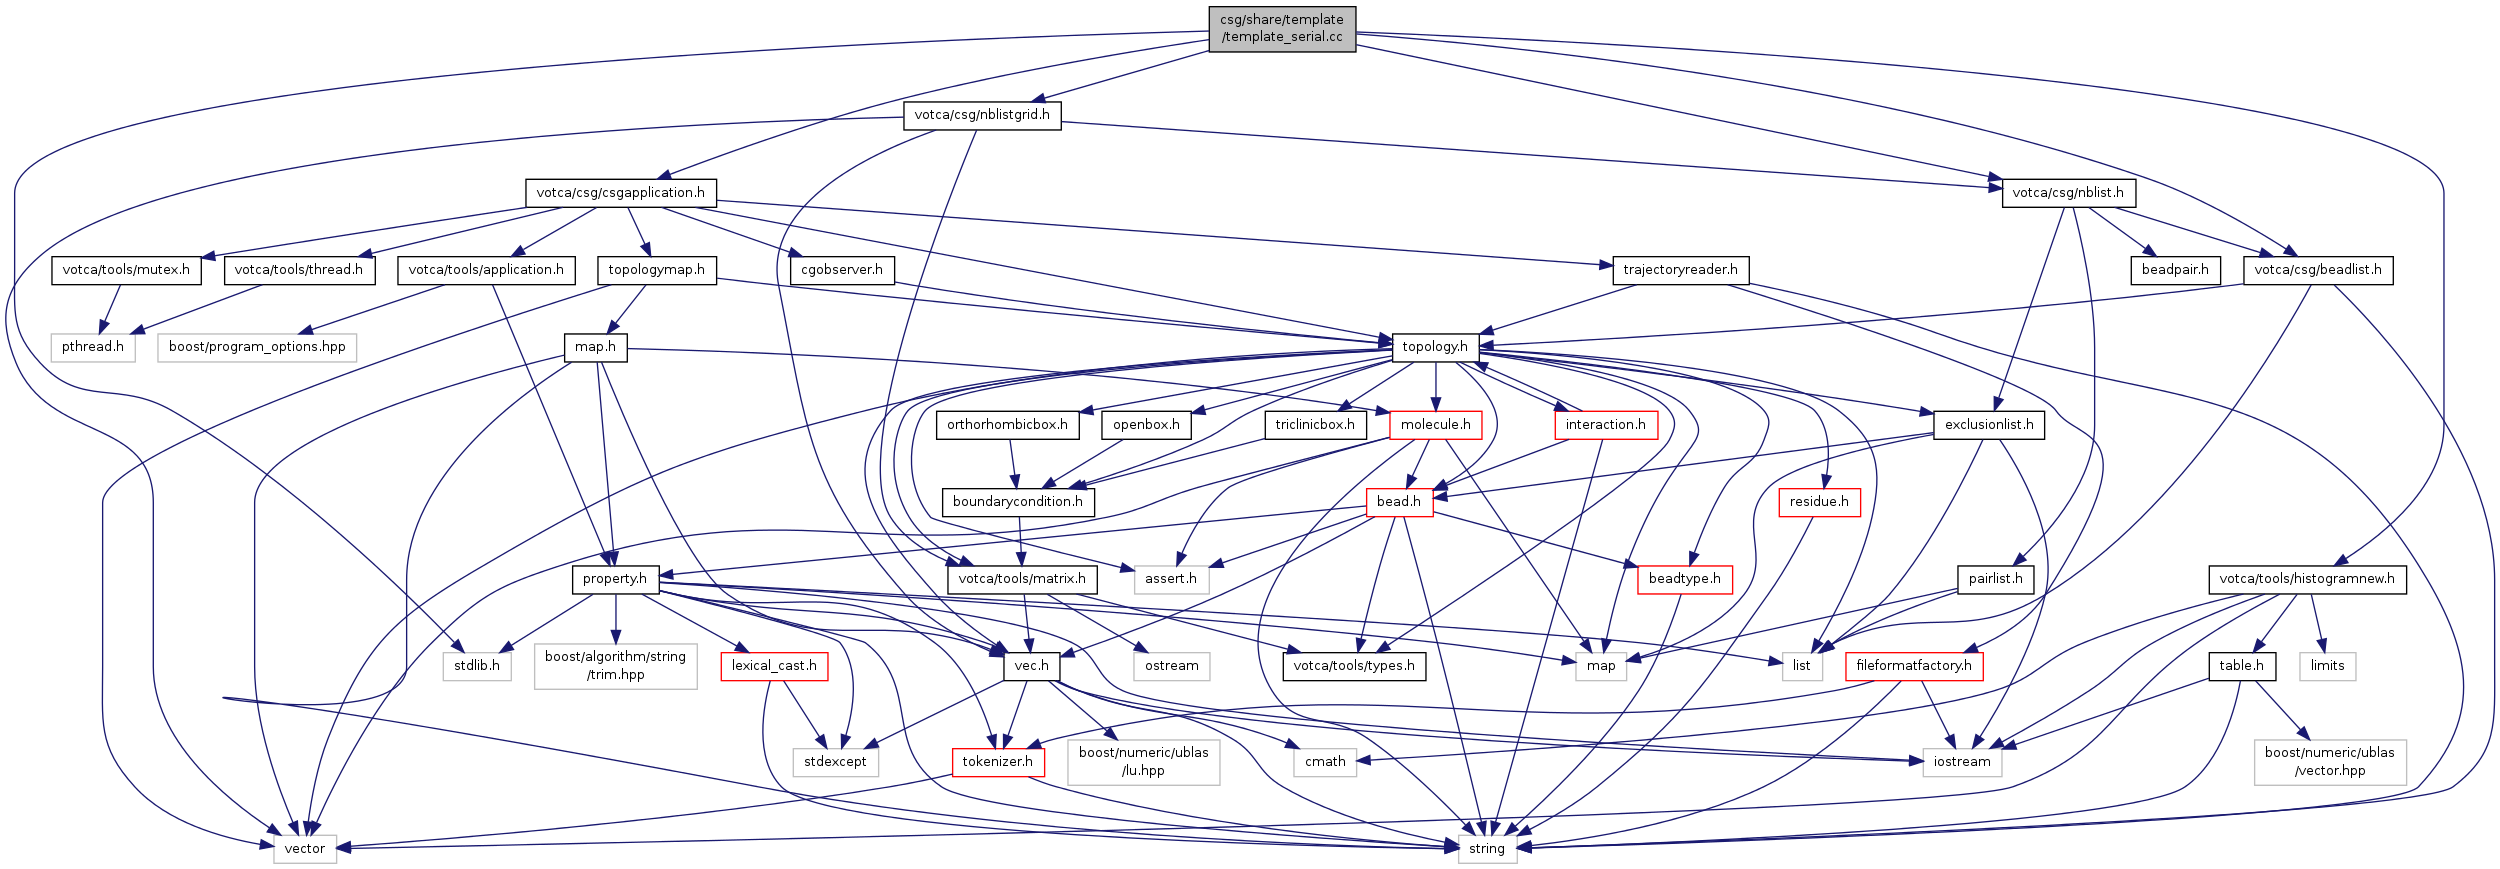 csg/share/template
/template_serial.cc
votca/csg/nblistgrid.h
votca/csg/csgapplication.h
votca/csg/nblist.h
votca/tools/mutex.h
votca/tools/thread.h
votca/tools/application.h
topologymap.h
cgobserver.h
trajectoryreader.h
beadpair.h
votca/csg/beadlist.h
pthread.h
boost/program_options.hpp
map.h
topology.h
orthorhombicbox.h
openbox.h
triclinicbox.h
molecule.h
interaction.h
exclusionlist.h
boundarycondition.h
bead.h
residue.h
property.h
votca/tools/matrix.h
assert.h
beadtype.h
pairlist.h
votca/tools/histogramnew.h
stdlib.h
boost/algorithm/string
/trim.hpp
lexical_cast.h
vec.h
ostream
votca/tools/types.h
map
list
fileformatfactory.h
table.h
limits
stdexcept
tokenizer.h
boost/numeric/ublas
/lu.hpp
cmath
iostream
boost/numeric/ublas
/vector.hpp
vector
string